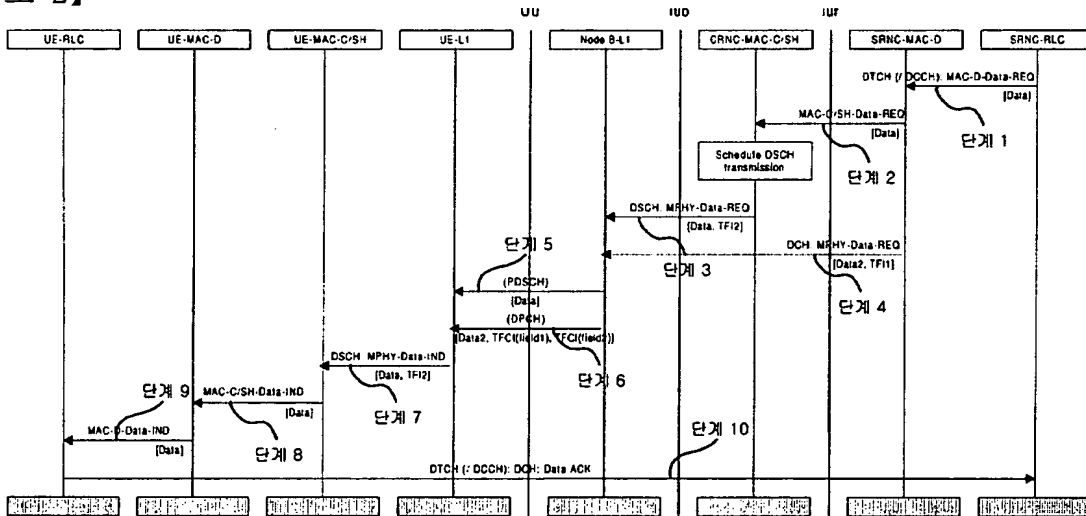 UE-RLC
UE-MAC-D
UE-MAC-C/SH
UE-L1
Node B-L1
CRNC-MAC-C/SH
SRNC-MAC-D
SRNC-RLC
DTCH (/ DCCH): MAC-D-Data-REQ
[Data]
단계 1
MAC-C/SH-Data-REQ
[Data]
단계 2
Schedule DSCH
transmission
DSCH: MPHY-Data-REQ
[Data, TFI2]
단계 3
DCH: MPHY-Data-REQ
[Data2, TFI1]
단계 4
단계 5
(PDSCH)
[Data]
(DPCH)
[Data2, TFCI(field1), TFCI(field2)]
단계 6
DSCH: MPHY-Data-IND
[Data, TFI2]
단계 7
MAC-C/SH-Data-IND
[Data]
단계 8
단계 9
MAC-D-Data-IND
[Data]
단계 10
DTCH (/ DCCH): DCH: Data ACK